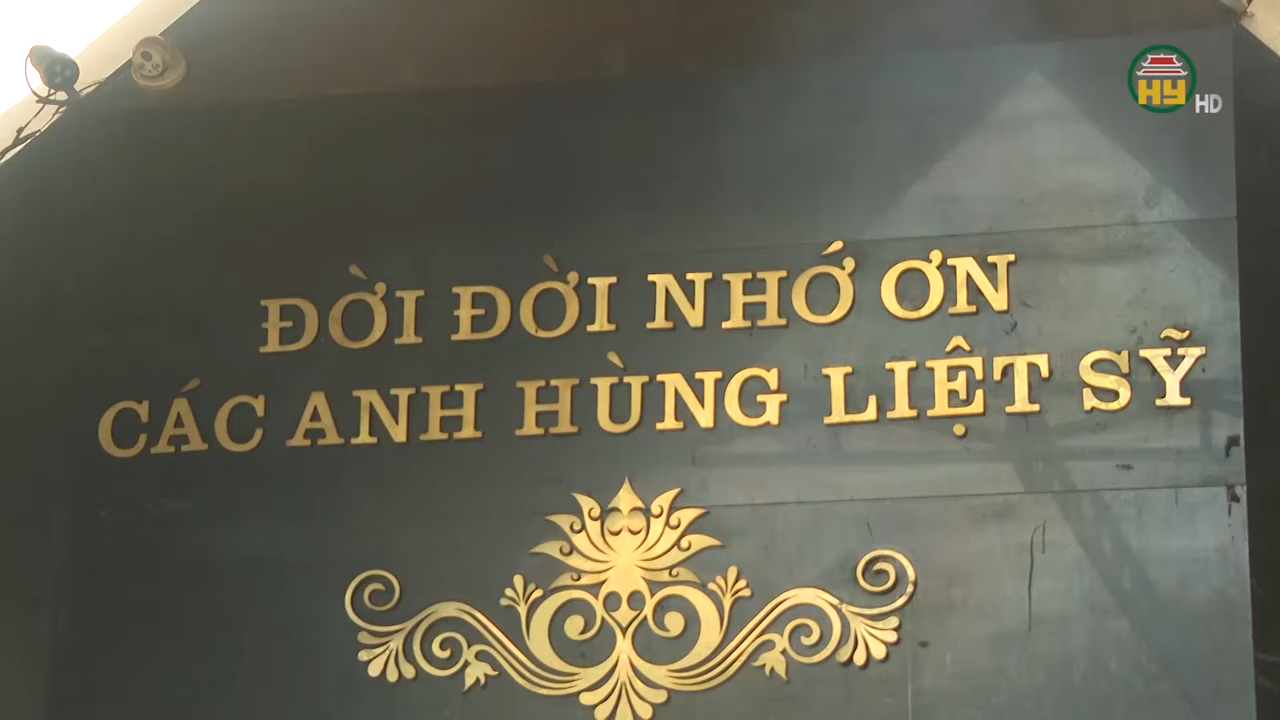 HY HD
ĐỜI ĐỜI NHỚ ƠN
CÁC ANH HÙNG LIỆT SỸ